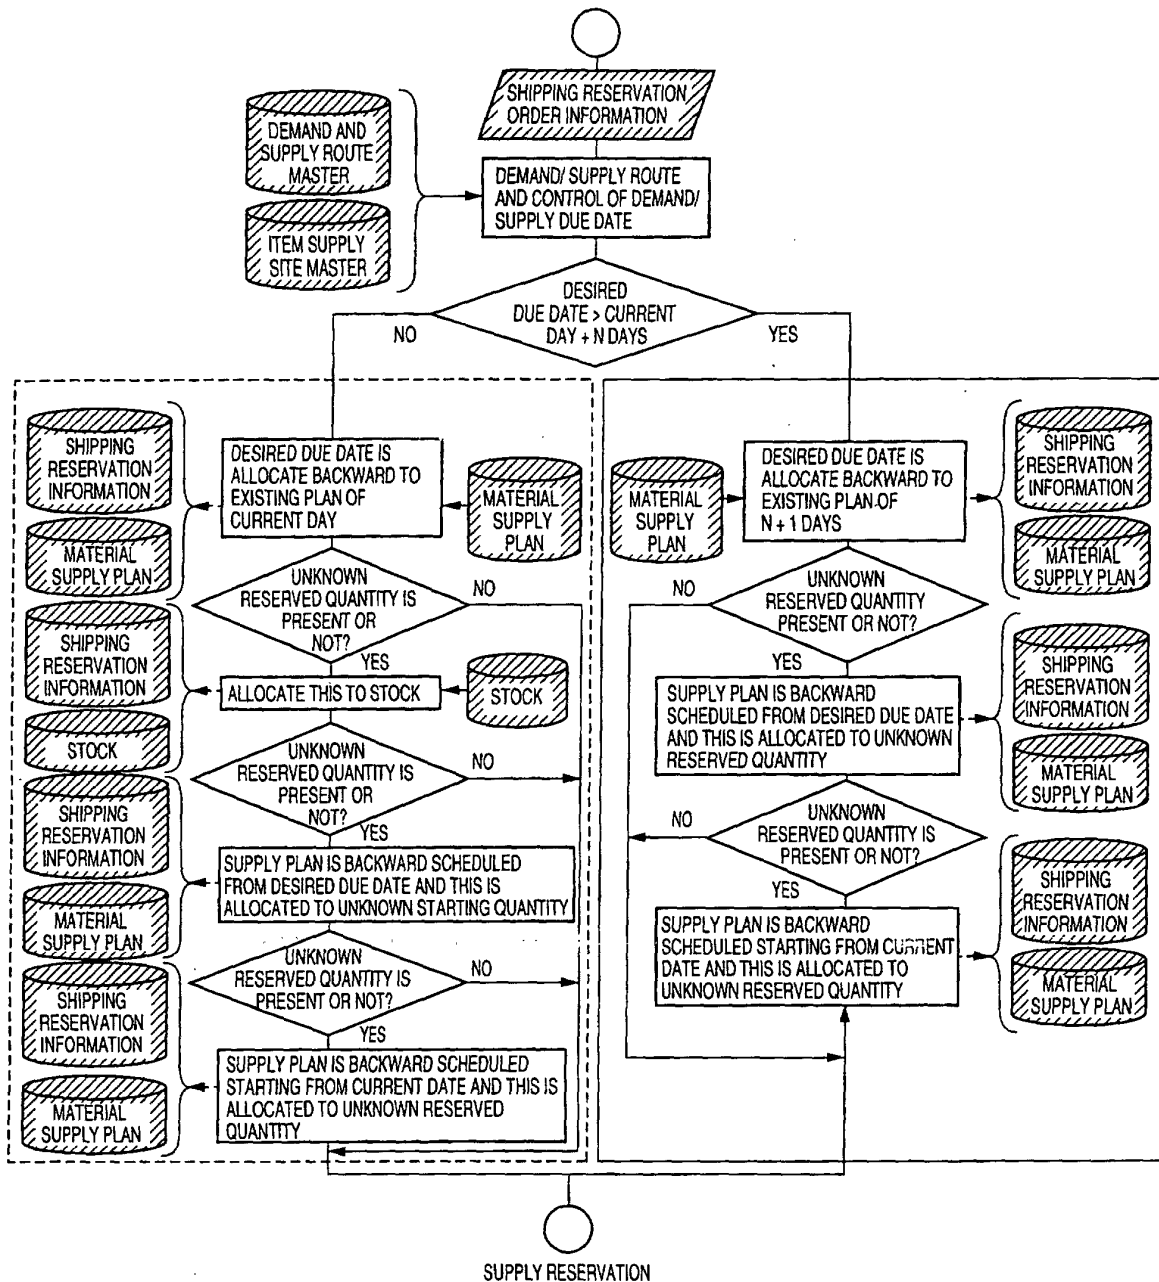 SHIPPING RESERVATION
ORDER INFORMATION
DEMAND AND
SUPPLY ROUTE
MASTER
DEMAND/ SUPPLY ROUTE
AND CONTROL OF DEMAND/
SUPPLY DUE DATE
ITEM SUPPLY
SITE MASTER
DESIRED
DUE DATE > CURRENT
DAY + N DAYS
NO
YES
SHIPPING
RESERVATION
INFORMATION
MATERIAL
SUPPLY PLAN
DESIRED DUE DATE IS
ALLOCATE BACKWARD TO
EXISTING PLAN OF
CURRENT DAY
MATERIAL
SUPPLY
PLAN
UNKNOWN
RESERVED QUANTITY IS
PRESENT OR
NOT?
NO
YES
SHIPPING
RESERVATION
INFORMATION
STOCK
ALLOCATE THIS TO STOCK
STOCK
UNKNOWN
RESERVED QUANTITY IS
PRESENT OR
NOT?
NO
YES
SHIPPING
RESERVATION
INFORMATION
MATERIAL
SUPPLY PLAN
SUPPLY PLAN IS BACKWARD SCHEDULED
FROM DESIRED DUE DATE AND THIS IS
ALLOCATED TO UNKNOWN STARTING QUANTITY
UNKNOWN
RESERVED QUANTITY IS
PRESENT OR NOT?
NO
YES
SHIPPING
RESERVATION
INFORMATION
MATERIAL
SUPPLY PLAN
SUPPLY PLAN IS BACKWARD SCHEDULED
STARTING FROM CURRENT DATE AND THIS IS
ALLOCATED TO UNKNOWN RESERVED
QUANTITY
MATERIAL
SUPPLY
PLAN
DESIRED DUE DATE IS
ALLOCATE BACKWARD TO
EXISTING PLAN OF
N + 1 DAYS
SHIPPING
RESERVATION
INFORMATION
MATERIAL
SUPPLY PLAN
UNKNOWN
RESERVED QUANTITY
PRESENT OR NOT?
NO
YES
SUPPLY PLAN IS BACKWARD
SCHEDULED FROM DESIRED DUE DATE
AND THIS IS ALLOCATED TO UNKNOWN
RESERVED QUANTITY
SHIPPING
RESERVATION
INFORMATION
MATERIAL
SUPPLY PLAN
UNKNOWN
RESERVED QUANTITY IS
PRESENT OR NOT?
NO
YES
SUPPLY PLAN IS BACKWARD
SCHEDULED STARTING FROM CURRENT
DATE AND THIS IS ALLOCATED TO
UNKNOWN RESERVED QUANTITY
SHIPPING
RESERVATION
INFORMATION
MATERIAL
SUPPLY PLAN
SUPPLY RESERVATION